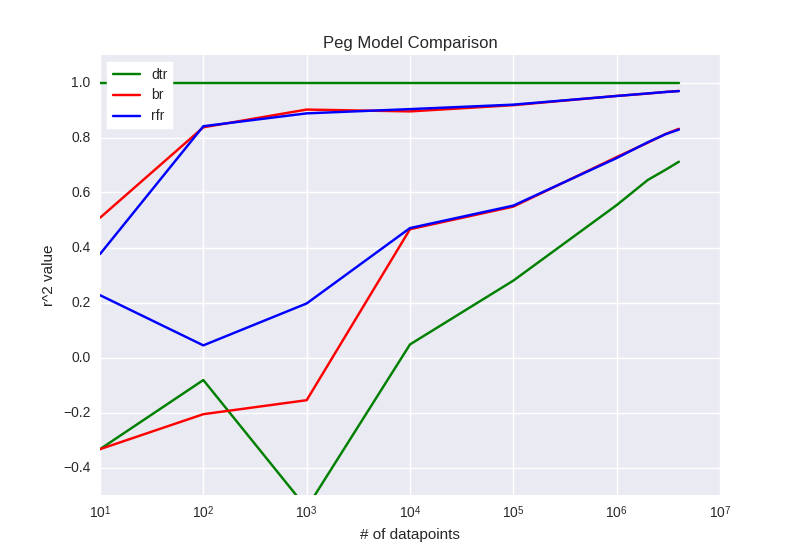 Peg Model Comparison
dtr
br
rfr
1.0
0.8
0.6
0.4
0.2
0.0
−0.2
−0.4
r^2 value
10¹ 10² 10³ 10⁴ 10⁵ 10⁶ 10⁷
# of datapoints